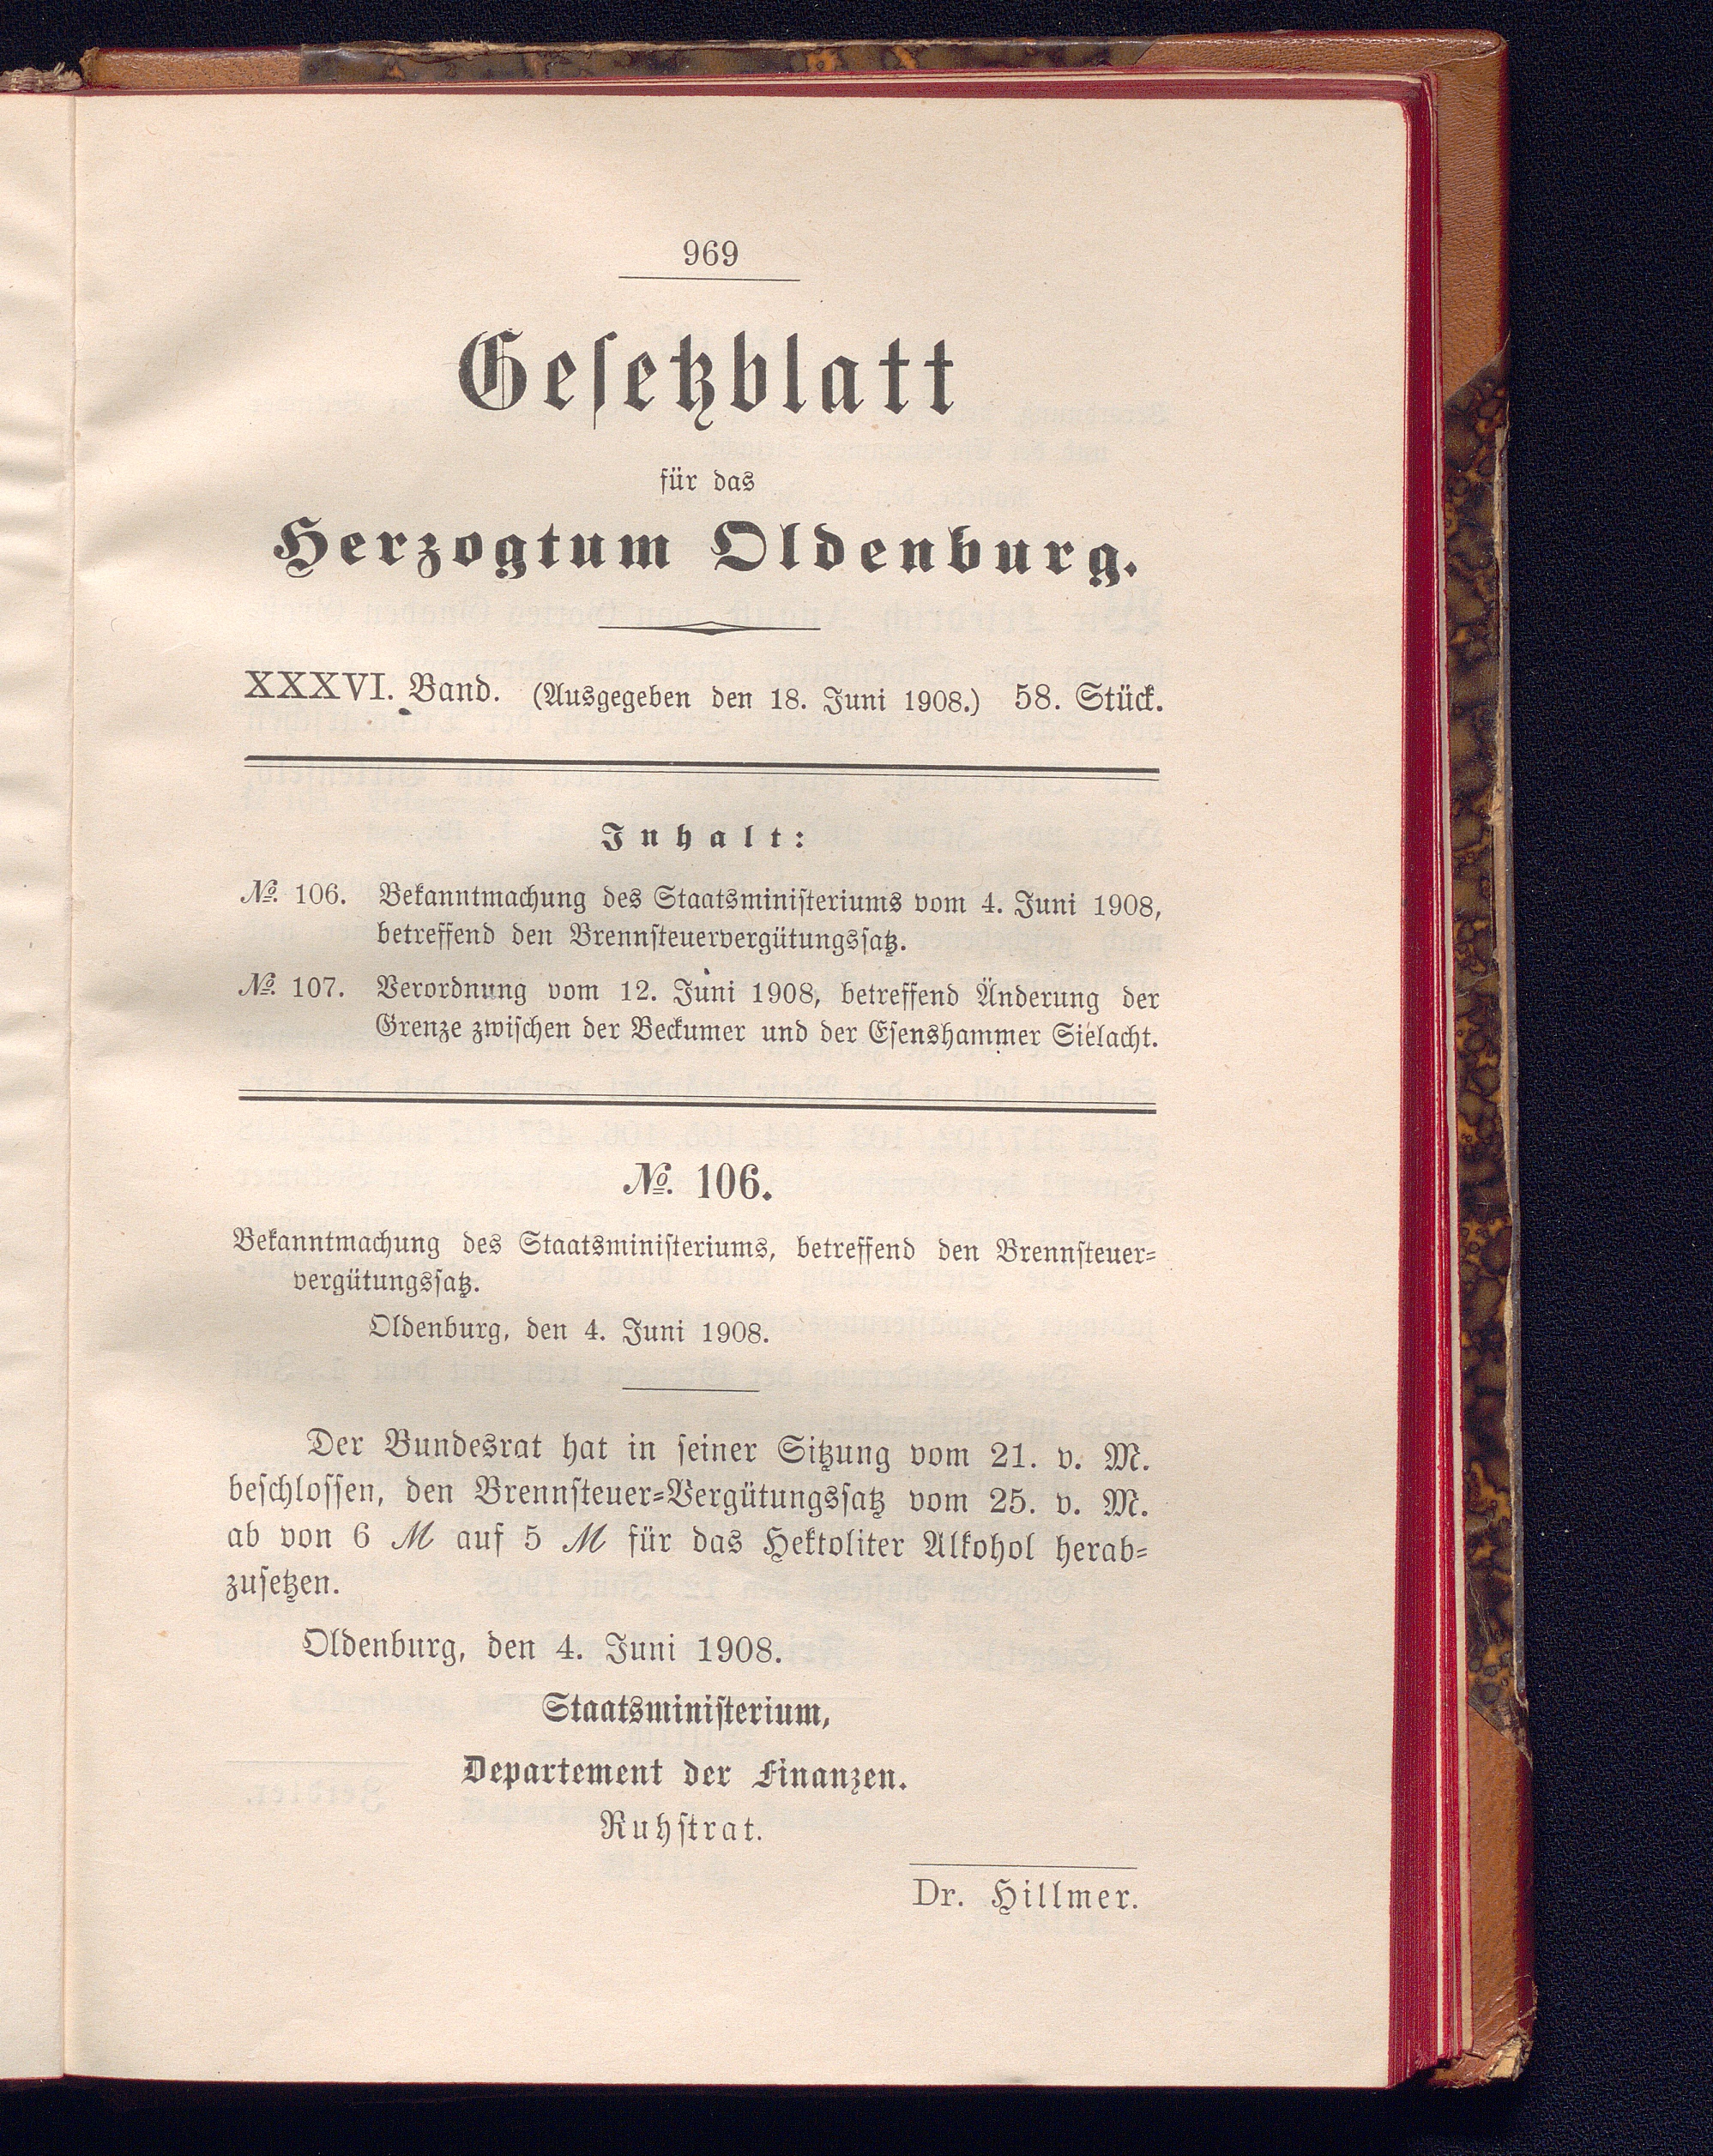 969
Gesetzblatt
für das
Herzogtum Oldenburg.
XXXVI. Band. (Ausgegeben den 18. Juni 1908.) 58. Stück.
Inhalt:
№. 106. Bekanntmachung des Staatsministeriums vom 4. Juni 1908,
betreffend den Brennsteuervergütungssatz.
№. 107. Verordnung vom 12. Juni 1908, betreffend Änderung der
Grenze zwischen der Beckumer und der Esenshammer Sielacht.
№. 106.
Bekanntmachung des Staatsministeriums, betreffend den Brennsteuer-
vergütungssatz.
Oldenburg, den 4. Juni 1908.
Der Bundesrat hat in seiner Sitzung vom 21. v. M.
beschlossen, den Brennsteuer-Vergütungssatz vom 25. v. M.
ab von 6 M auf 5 M für das Hektoliter Alkohol herab-
zusetzen.
Oldenburg, den 4. Juni 1908.
Staatsministerium,
Departement der Finanzen.
Ruhstrat.
Dr. Hillmer.